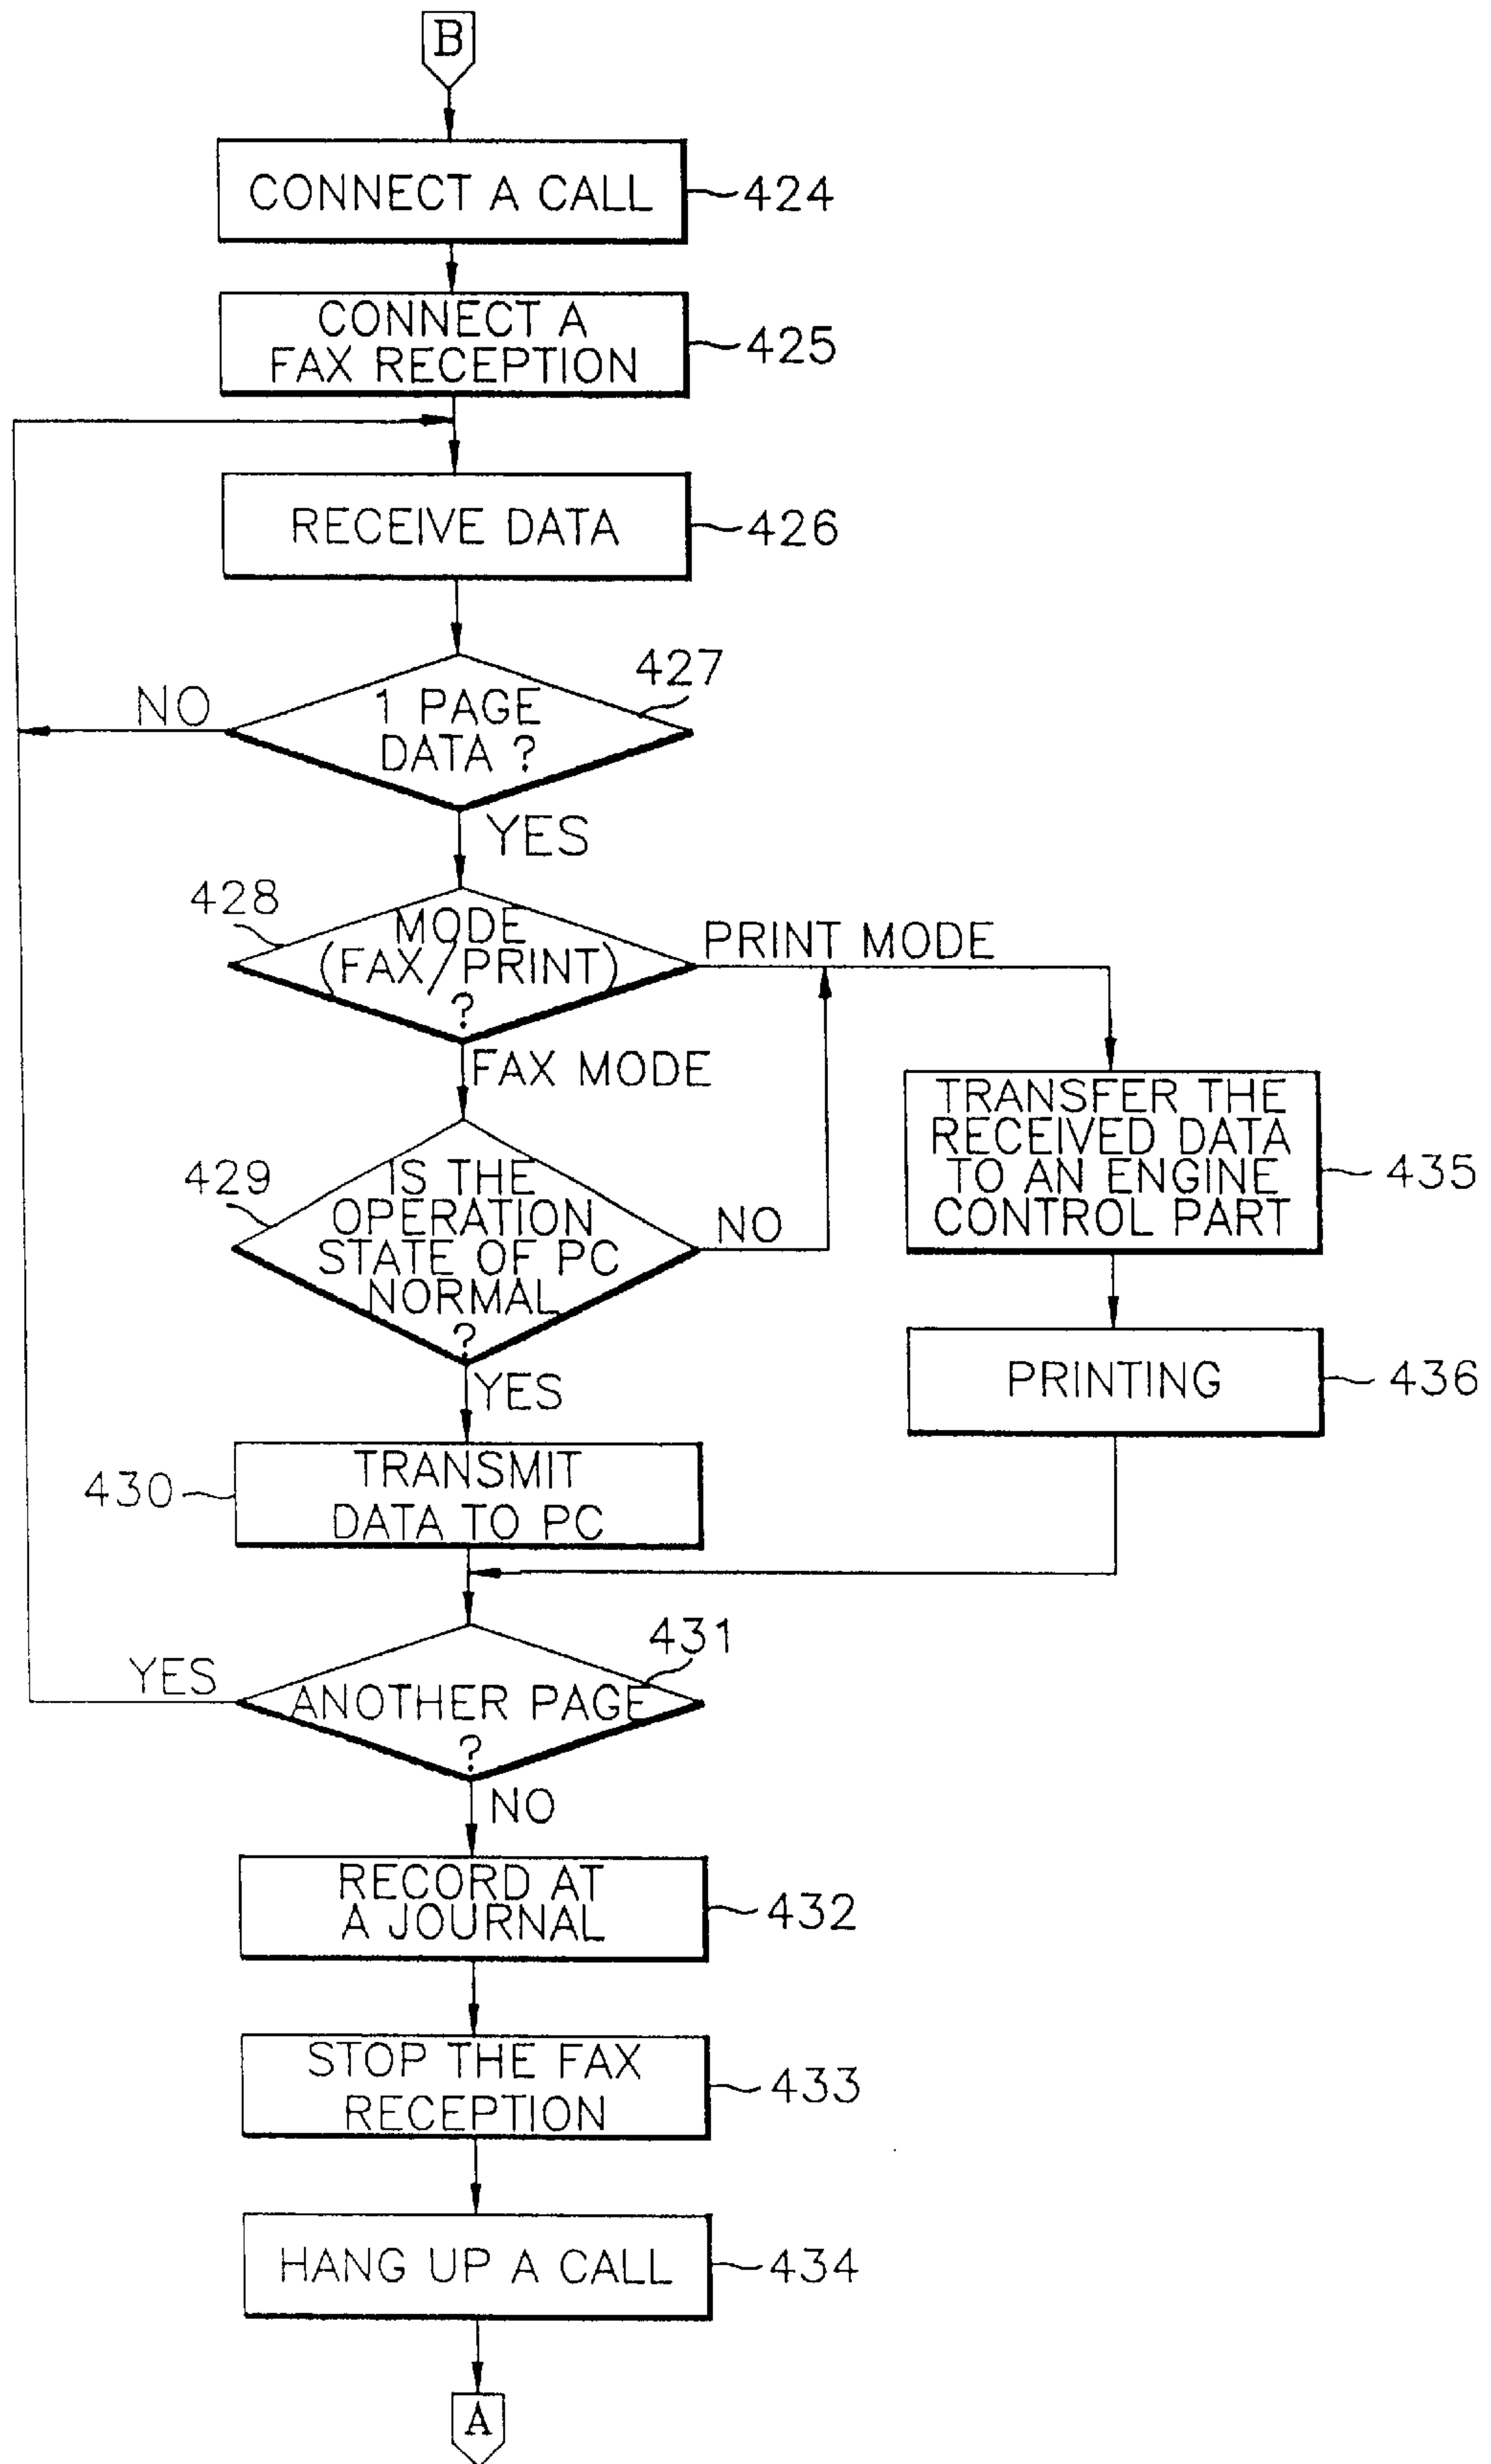 B
CONNECT A CALL
424
CONNECT A
FAX RECEPTION
425
RECEIVE DATA
426
427
1 PAGE
DATA ?
NO
YES
428
MODE
(FAX/PRINT)
?
PRINT MODE
FAX MODE
429
IS THE
OPERATION
STATE OF PC
NORMAL
?
NO
YES
TRANSFER THE
RECEIVED DATA
TO AN ENGINE
CONTROL PART
435
PRINTING
436
430
TRANSMIT
DATA TO PC
431
YES
ANOTHER PAGE
?
NO
RECORD AT
A JOURNAL
432
STOP THE FAX
RECEPTION
433
HANG UP A CALL
434
A